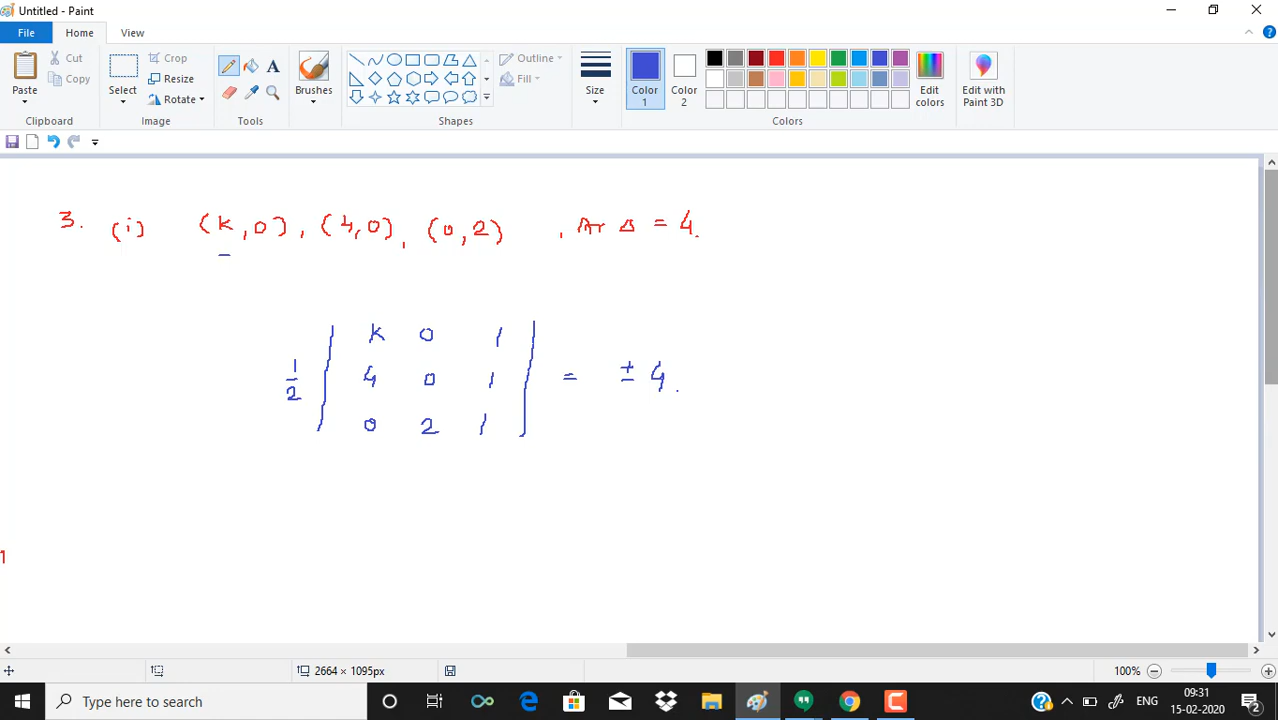 Untitled - Paint
File Home View
Paste Cut Copy
Select Crop Resize Rotate
Brushes
Outline
Fill
Size
Color 1
Color 2
Edit colors
Edit with Paint 3D
Clipboard Image Tools Shapes Colors
3. (i) (k,0), (4,0), (0,2) , Ar Δ = 4.
k 0 1
1/2 4 0 1 = ± 4.
0 2 1
1
2664 × 1095px 100%
Type here to search
ENG 09:31 15-02-2020 2